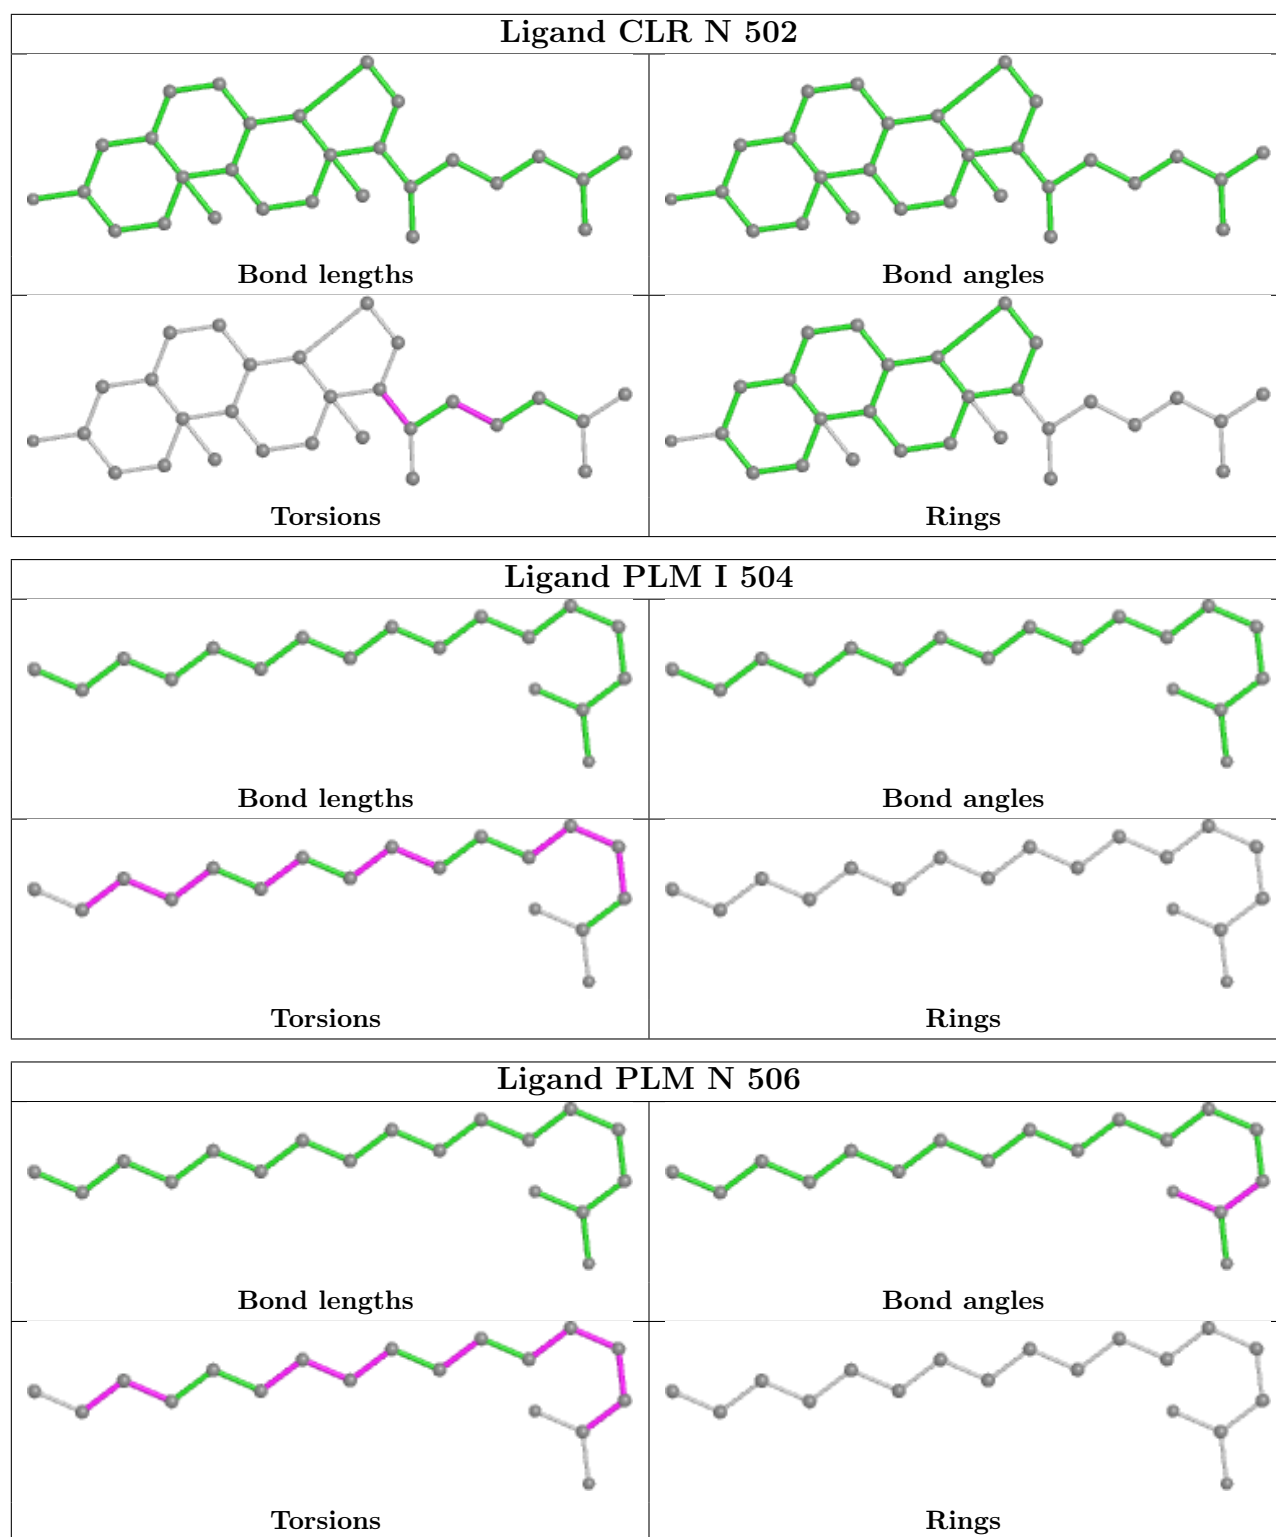 Ligand CLR N 502
Bond lengths
Bond angles
Torsions
Rings
Ligand PLM I 504
Bond lengths
Bond angles
Torsions
Rings
Ligand PLM N 506
Bond lengths
Bond angles
Torsions
Rings